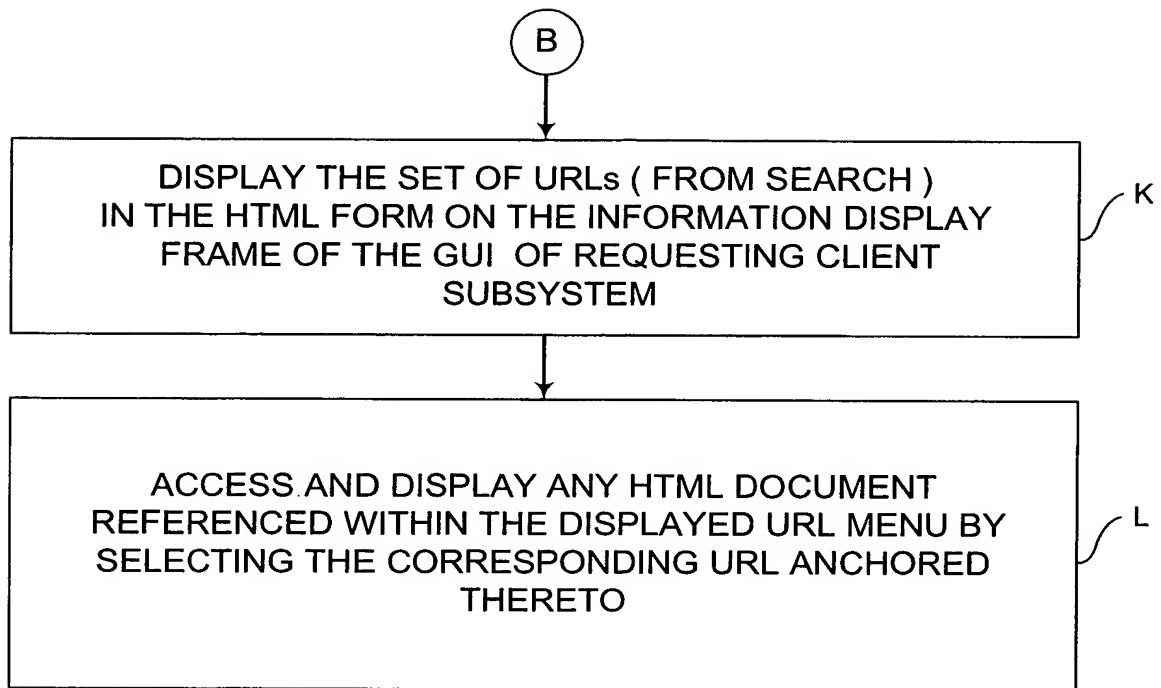 B
DISPLAY THE SET OF URLs ( FROM SEARCH )
IN THE HTML FORM ON THE INFORMATION DISPLAY
FRAME OF THE GUI OF REQUESTING CLIENT
SUBSYSTEM
K
ACCESS AND DISPLAY ANY HTML DOCUMENT
REFERENCED WITHIN THE DISPLAYED URL MENU BY
SELECTING THE CORRESPONDING URL ANCHORED
THERETO
L